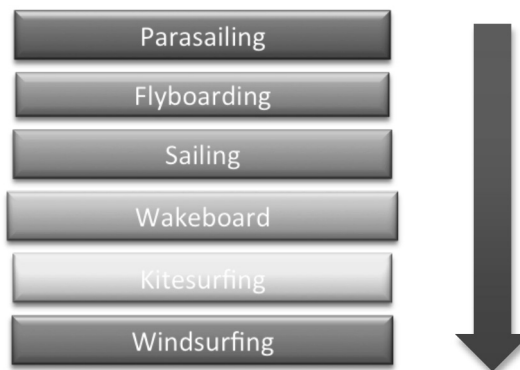 Parasailing
Flyboarding
Sailing
Wakeboard
Kitesurfing
Windsurfing